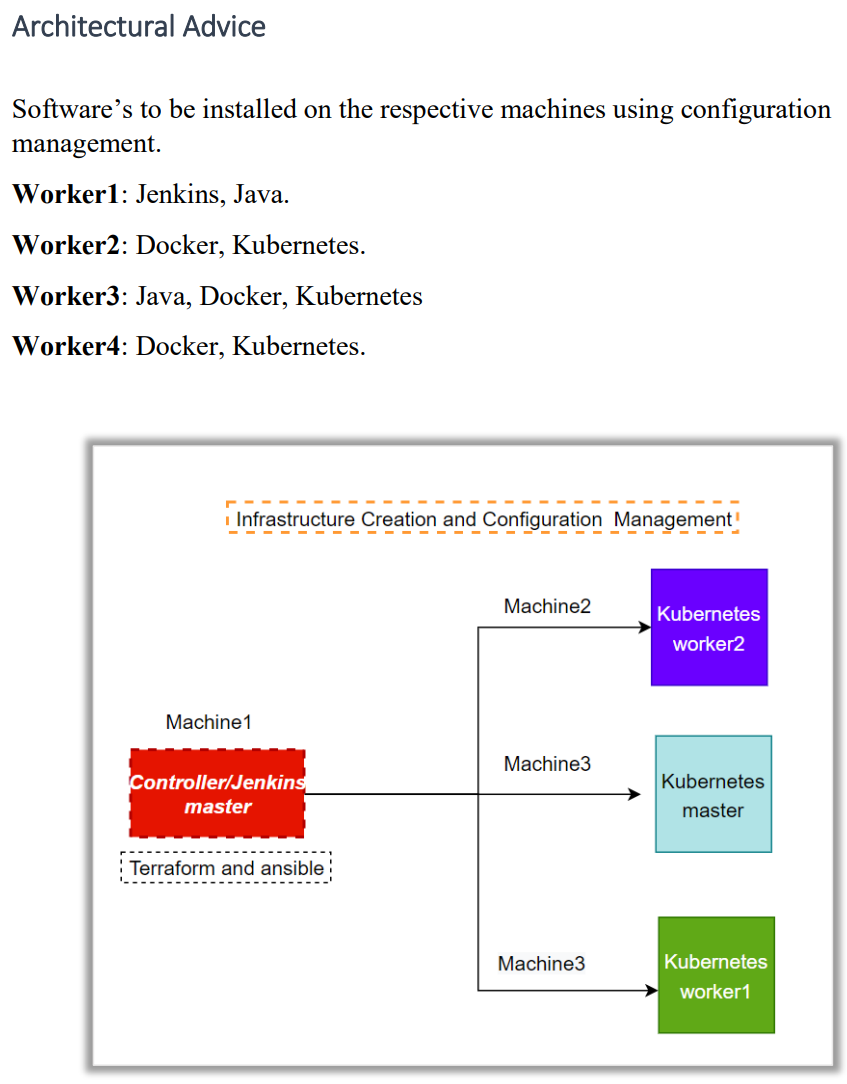 Architectural Advice
Software’s to be installed on the respective machines using configuration
management.
Worker1: Jenkins, Java.
Worker2: Docker, Kubernetes.
Worker3: Java, Docker, Kubernetes
Worker4: Docker, Kubernetes.
Infrastructure Creation and Configuration Management
Machine2
Kubernetes
worker2
Machine1
Controller/Jenkins
master
Terraform and ansible
Machine3
Kubernetes
master
Machine3
Kubernetes
worker1